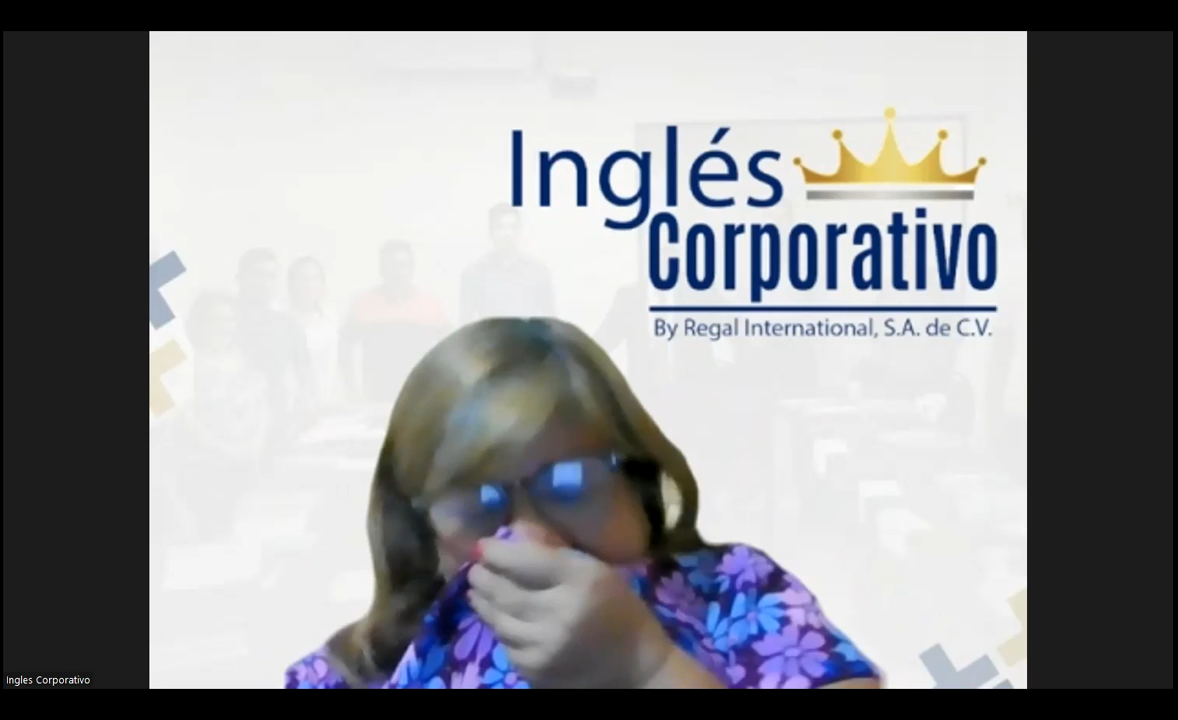 Inglés
Corporativo
By Regal International, S.A. de C.V.
Ingles Corporativo